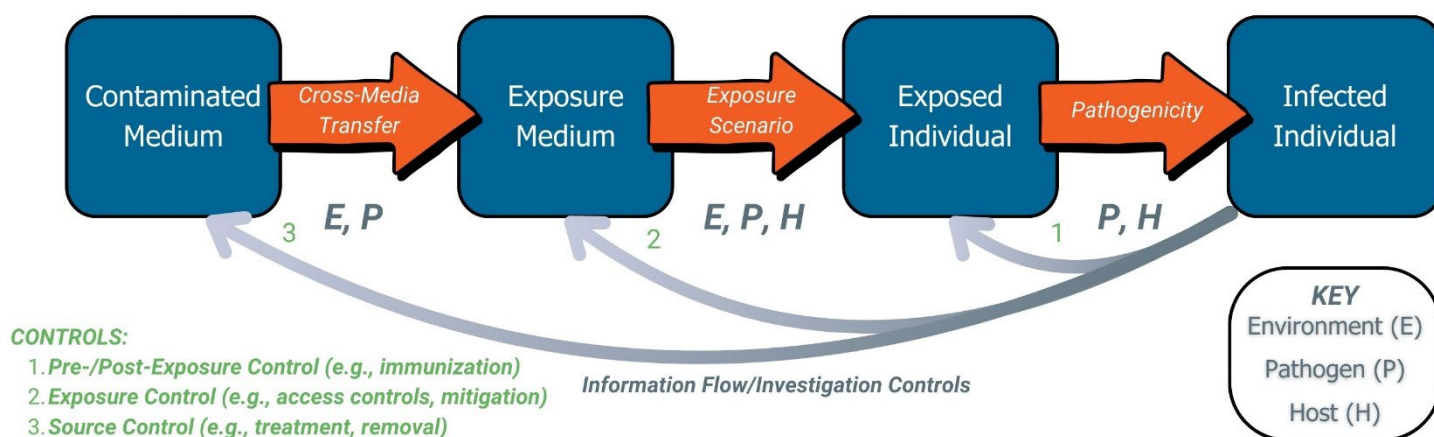 Contaminated
Medium
Cross-Media
Transfer
Exposure
Medium
Exposure
Scenario
Exposed
Individual
Pathogenicity
Infected
Individual
3
E, P
2
E, P, H
1
P, H
CONTROLS:
1. Pre-/Post-Exposure Control (e.g., immunization)
2. Exposure Control (e.g., access controls, mitigation)
3. Source Control (e.g., treatment, removal)
Information Flow/Investigation Controls
KEY
Environment (E)
Pathogen (P)
Host (H)